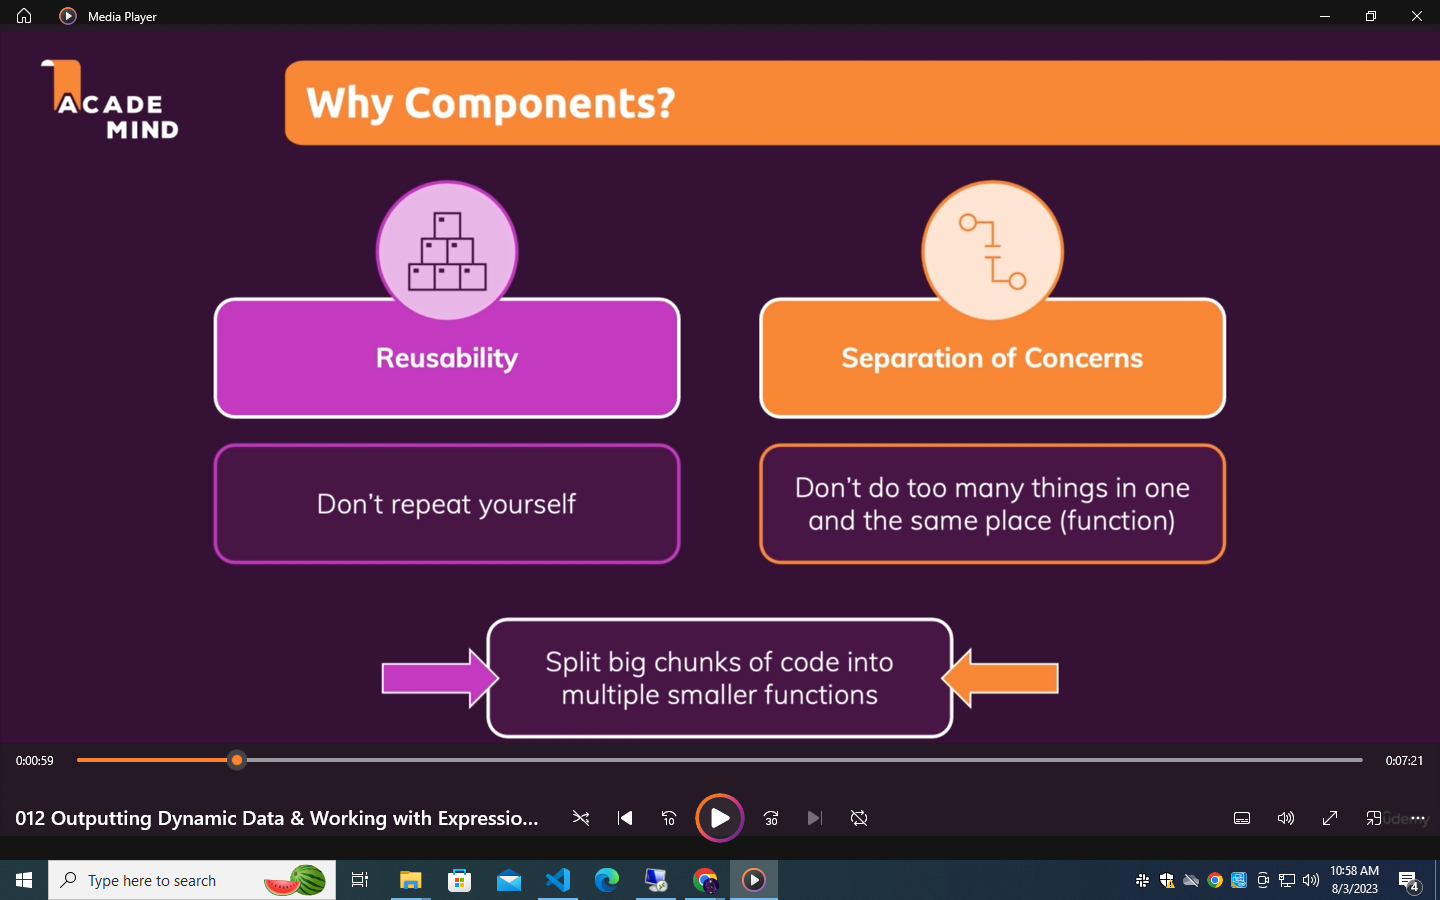 Media Player
ACADE
MIND
Why Components?
Reusability
Separation of Concerns
Don't repeat yourself
Don't do too many things in one
and the same place (function)
Split big chunks of code into
multiple smaller functions
0:00:59
0:07:21
012 Outputting Dynamic Data & Working with Expressio...
10
30
ûdemy
Type here to search
10:58 AM
8/3/2023
4